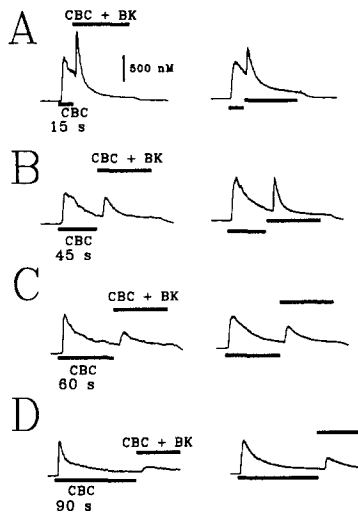 A
CBC + BK
500 nM
CBC
15 s
B
CBC + BK
CBC
45 s
C
CBC + BK
CBC
60 s
D
CBC + BK
CBC
90 s